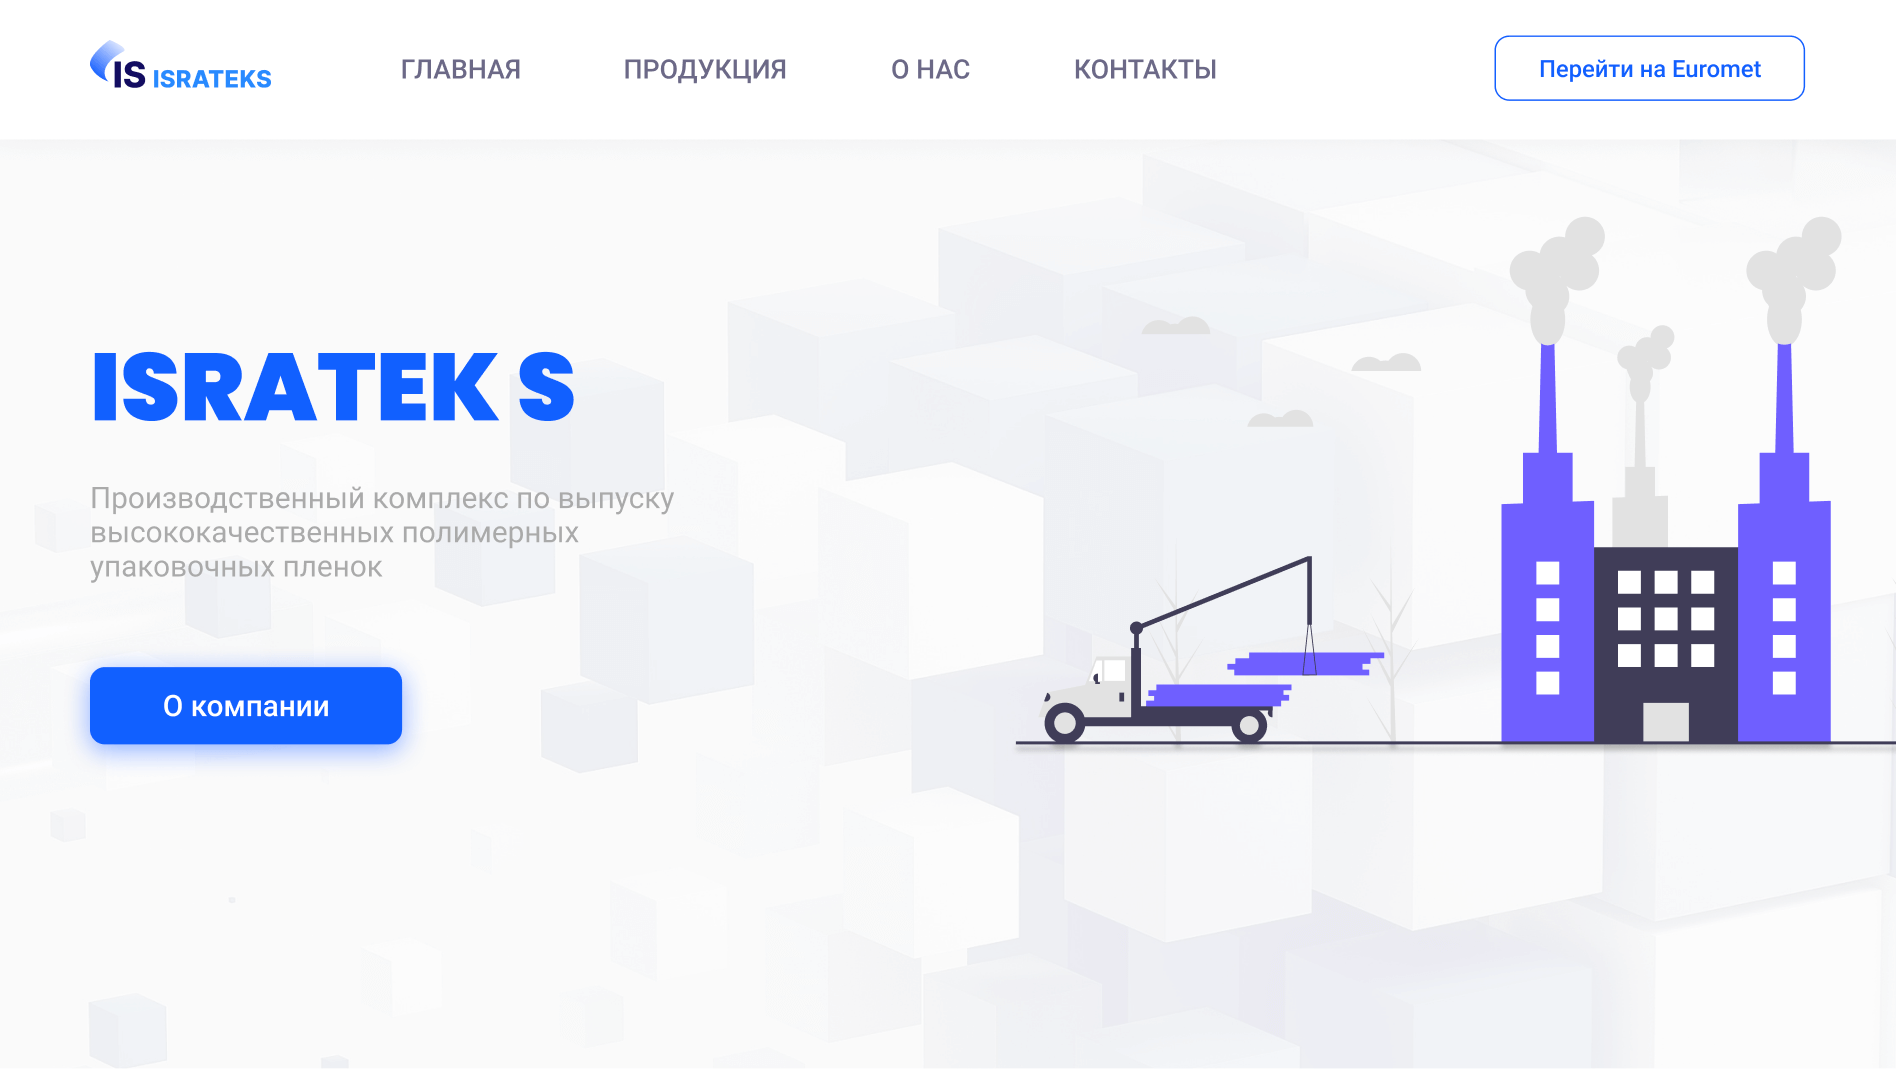 IS ISRATEKS
ГЛАВНАЯ
ПРОДУКЦИЯ
О НАС
КОНТАКТЫ
Перейти на Euromet
ISRATEK S
Производственный комплекс по выпуску
высококачественных полимерных
упаковочных пленок
О компании